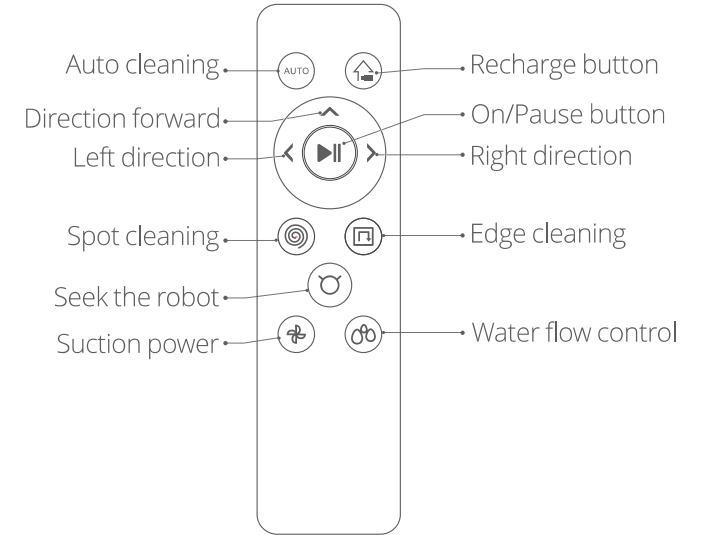 Auto cleaning
AUTO
Recharge button
Direction forward
On/Pause button
Left direction
Right direction
Spot cleaning
Edge cleaning
Seek the robot
Suction power
Water flow control